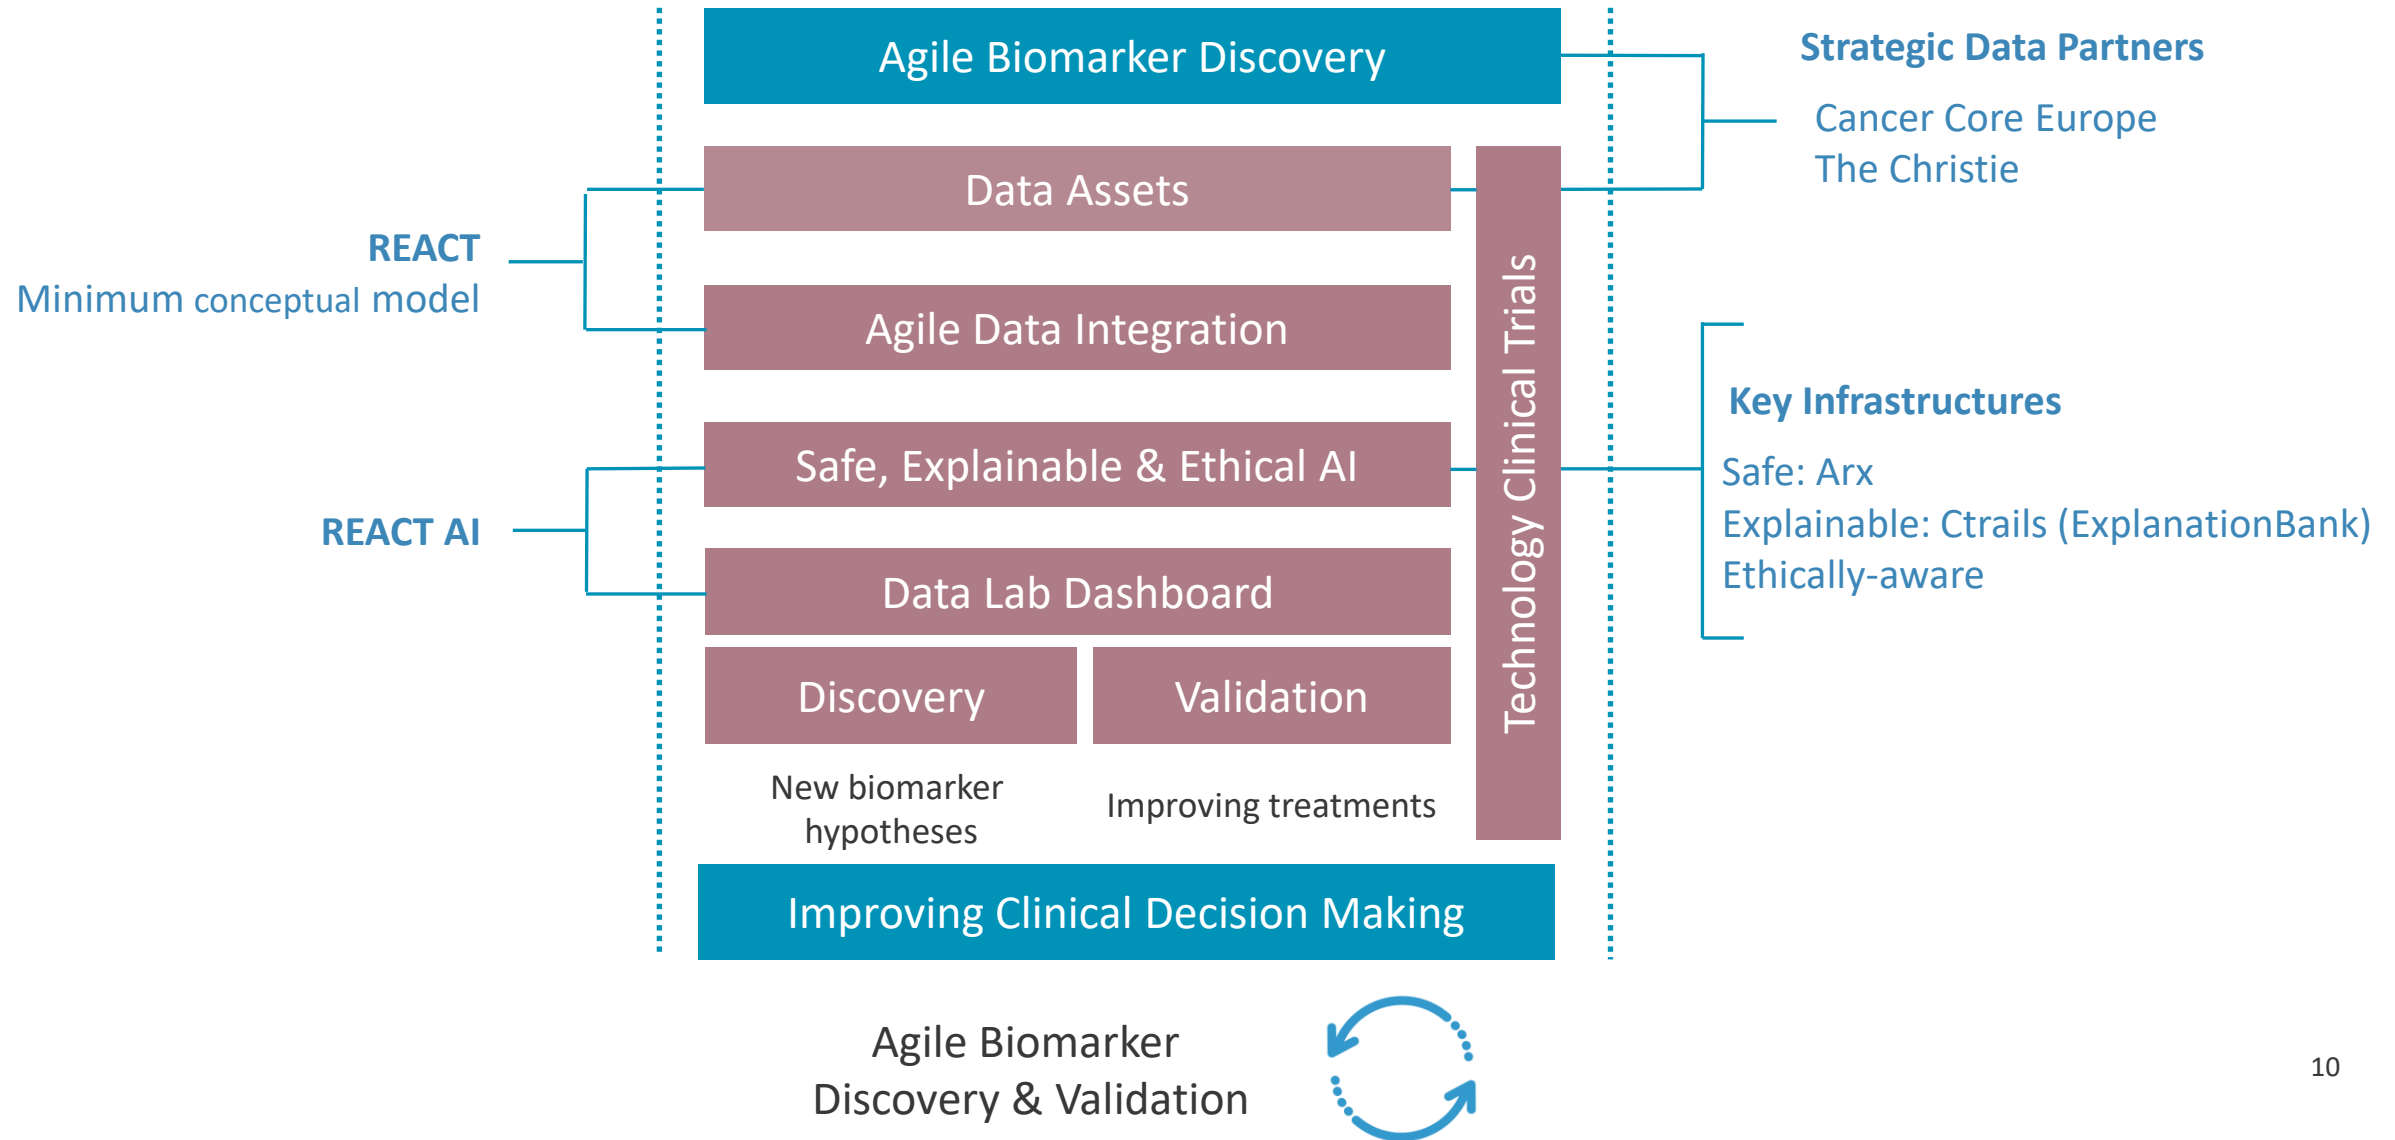 Agile Biomarker Discovery
Strategic Data Partners
Cancer Core Europe
The Christie
Data Assets
REACT
Minimum conceptual model
Agile Data Integration
Technology Clinical Trials
Key Infrastructures
Safe: Arx
Explainable: Ctrails (ExplanationBank)
Ethically-aware
Safe, Explainable & Ethical AI
REACT AI
Data Lab Dashboard
Discovery
Validation
New biomarker
hypotheses
Improving treatments
Improving Clinical Decision Making
Agile Biomarker
Discovery & Validation
10